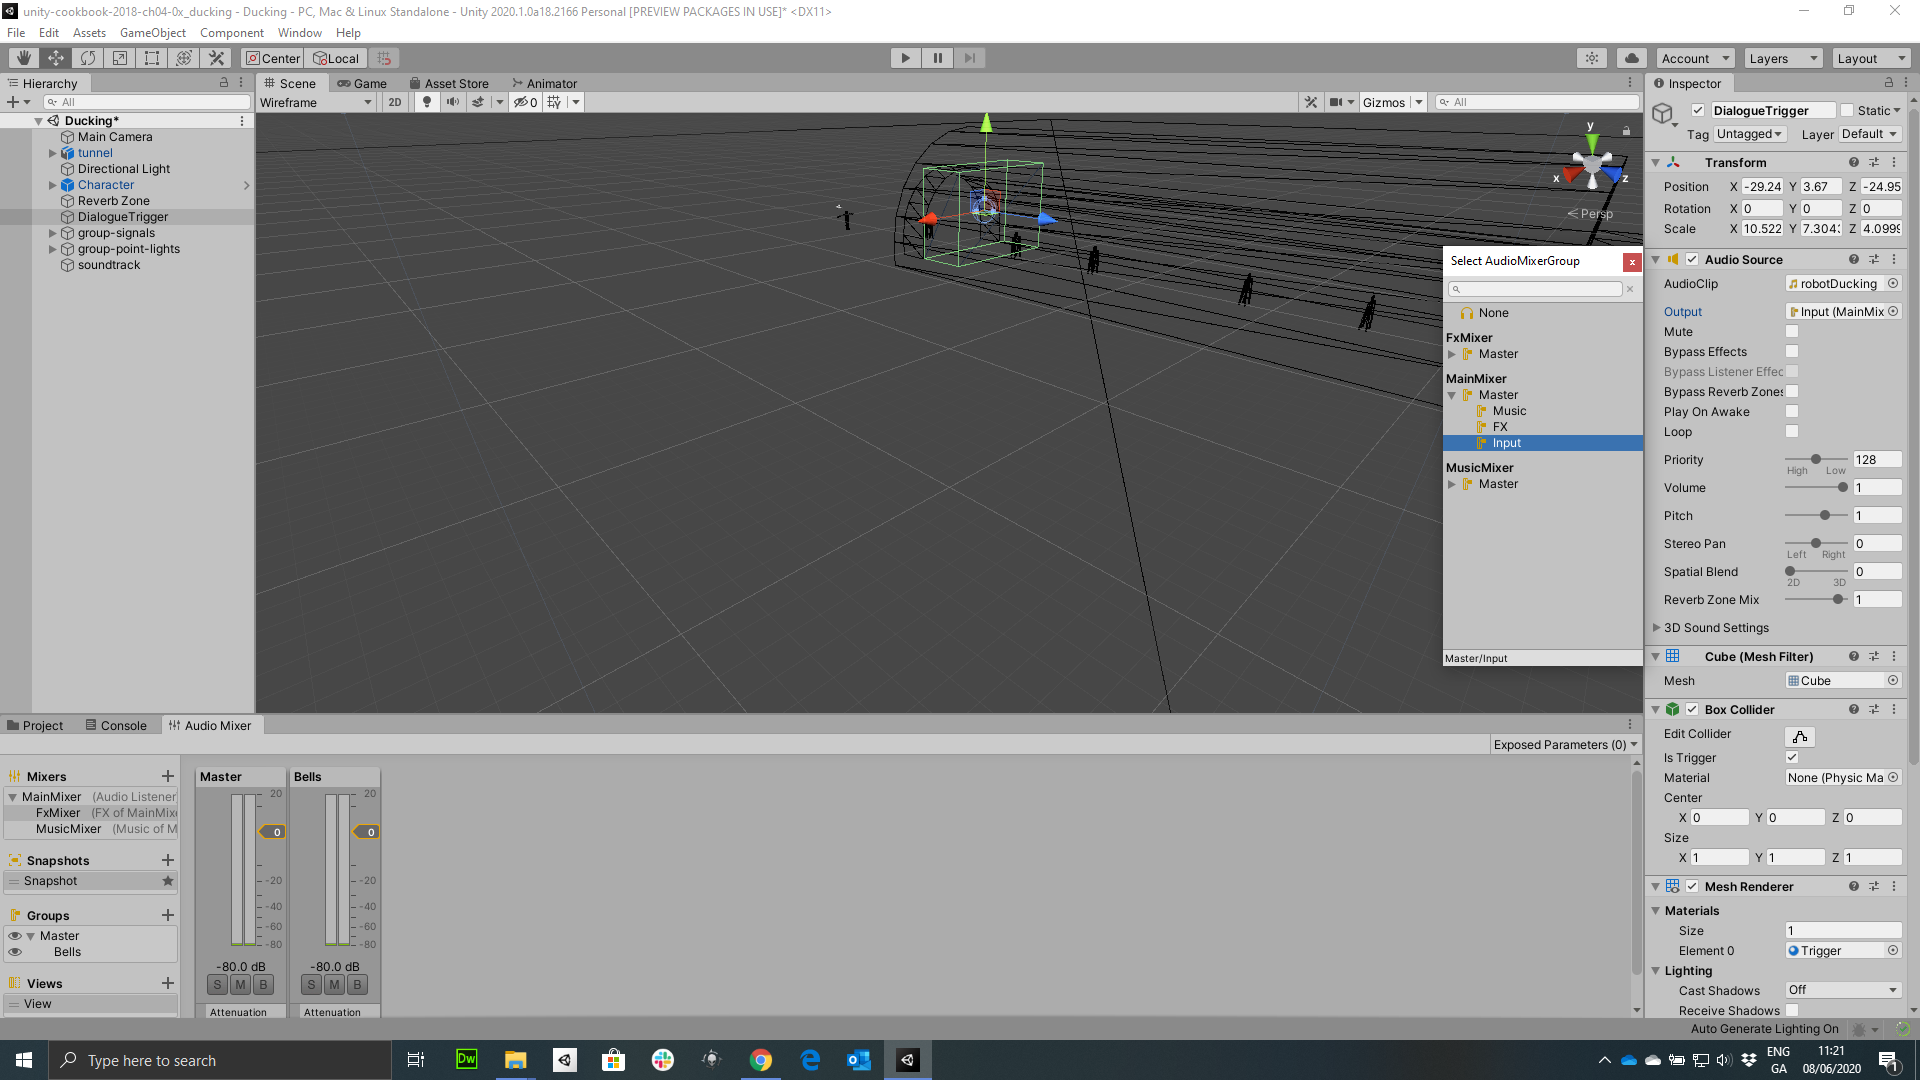 unity-cookbook-2018-ch04-0x_ducking - Ducking - PC, Mac & Linux Standalone - Unity 2020.1.0a18.2166 Personal [PREVIEW PACKAGES IN USE]* <DX11>
File Edit Assets GameObject Component Window Help
Center Local Account Layers Layout
Hierarchy
All
Ducking*
Main Camera
tunnel
Directional Light
Character
Reverb Zone
DialogueTrigger
group-signals
group-point-lights
soundtrack
Scene Game Asset Store Animator
Wireframe 2D 0 Gizmos All
y
x z
Persp
Select AudioMixerGroup
None
FxMixer
Master
MainMixer
Master
Music
FX
Input
MusicMixer
Master
Master/Input
Inspector
DialogueTrigger Static
Tag Untagged Layer Default
Transform
Position X -29.24 Y 3.67 Z -24.95
Rotation X 0 Y 0 Z 0
Scale X 10.522 Y 7.304 Z 4.099
Audio Source
AudioClip robotDucking
Output Input (MainMix
Mute
Bypass Effects
Bypass Listener Effec
Bypass Reverb Zones
Play On Awake
Loop
Priority 128
High Low
Volume 1
Pitch 1
Stereo Pan 0
Left Right
Spatial Blend 0
2D 3D
Reverb Zone Mix 1
3D Sound Settings
Cube (Mesh Filter)
Mesh Cube
Box Collider
Edit Collider
Is Trigger
Material None (Physic Ma
Center
X 0 Y 0 Z 0
Size
X 1 Y 1 Z 1
Mesh Renderer
Materials
Size 1
Element 0 Trigger
Lighting
Cast Shadows Off
Receive Shadows
Project Console Audio Mixer
Exposed Parameters (0)
Mixers
MainMixer (Audio Listener
FxMixer (FX of MainMixe
MusicMixer (Music of M
Snapshots
Snapshot
Groups
Master
Bells
Views
View
Master
20
0
-20
-40
-60
-80
-80.0 dB
S M B
Attenuation
Bells
20
0
-20
-40
-60
-80
-80.0 dB
S M B
Attenuation
Auto Generate Lighting On
Type here to search
Dw
ENG
GA
11:21
08/06/2020
1